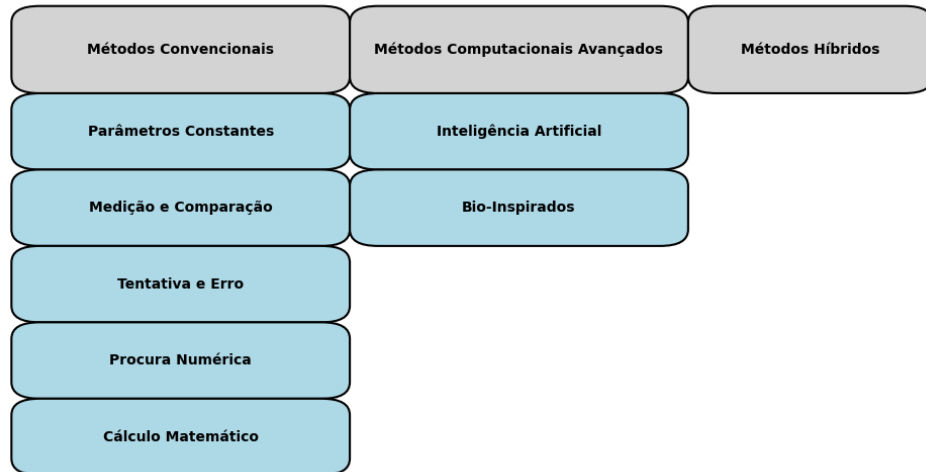 Métodos Convencionais
Métodos Computacionais Avançados
Métodos Híbridos
Parâmetros Constantes
Inteligência Artificial
Medição e Comparação
Bio-Inspirados
Tentativa e Erro
Procura Numérica
Cálculo Matemático